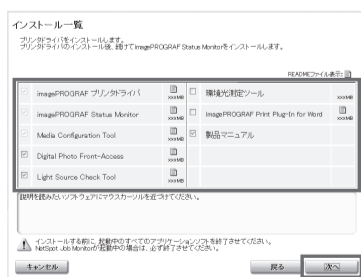 インストール一覧
プリンタドライバをインストールします。
プリンタドライバのインストール後、続けてimagePROGRAF Status Monitorをインストールします。
READMEファイル表示:
imagePROGRAF プリンタドライバ xxxMB
環境光測定ツール xxxMB
imagePROGRAF Status Monitor xxxMB
imagePROGRAF Print Plug-In for Word
Media Configuration Tool xxxMB
製品マニュアル
Digital Photo Front-Access xxxMB
Light Source Check Tool xxxMB
説明を読みたいソフトウェアにマウスカーソルを近づけてください。
インストールする前に、起動中のすべてのアプリケーションソフトを終了させてください。
NetSpot Job Monitorが起動中の場合は、必ず終了させてください。
キャンセル
戻る
次へ